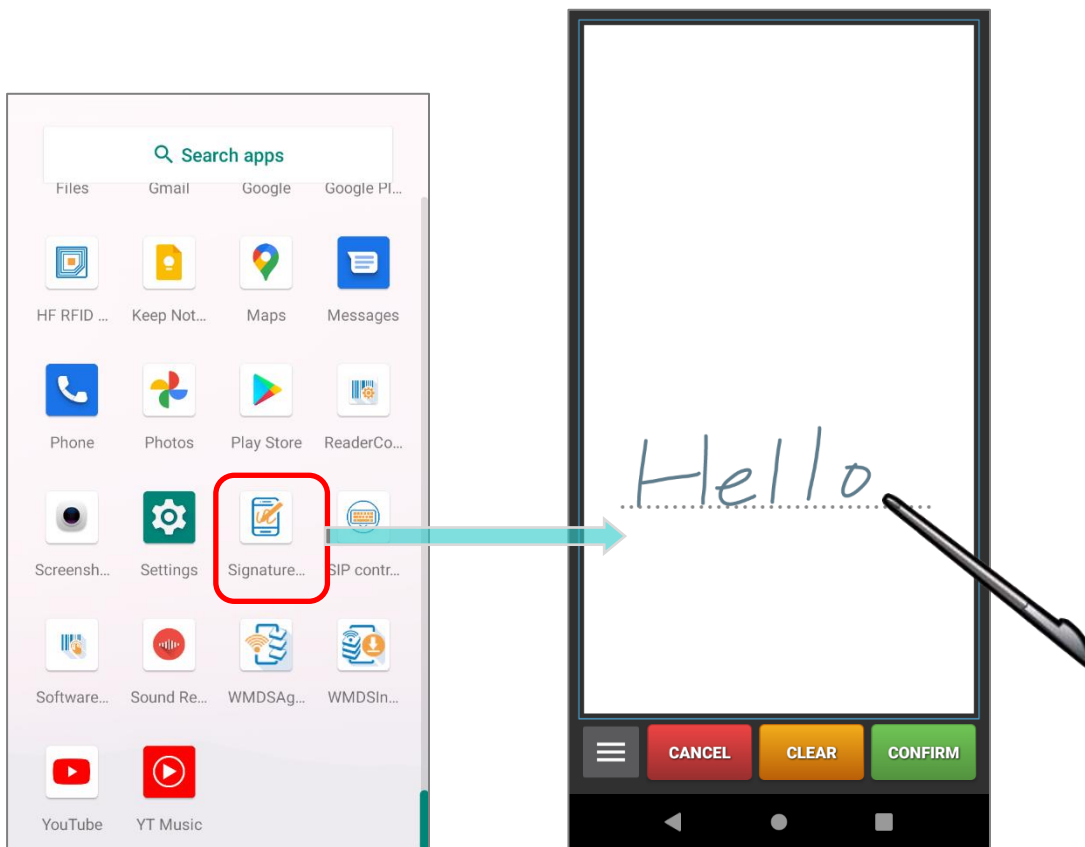 Search apps
Files Gmail Google Google Pl...
HF RFID ... Keep Not... Maps Messages
Phone Photos Play Store ReaderCo...
Screensh... Settings Signature... SIP contr...
Software... Sound Re... WMDSAg... WMDSIn...
YouTube YT Music
Hello
CANCEL CLEAR CONFIRM